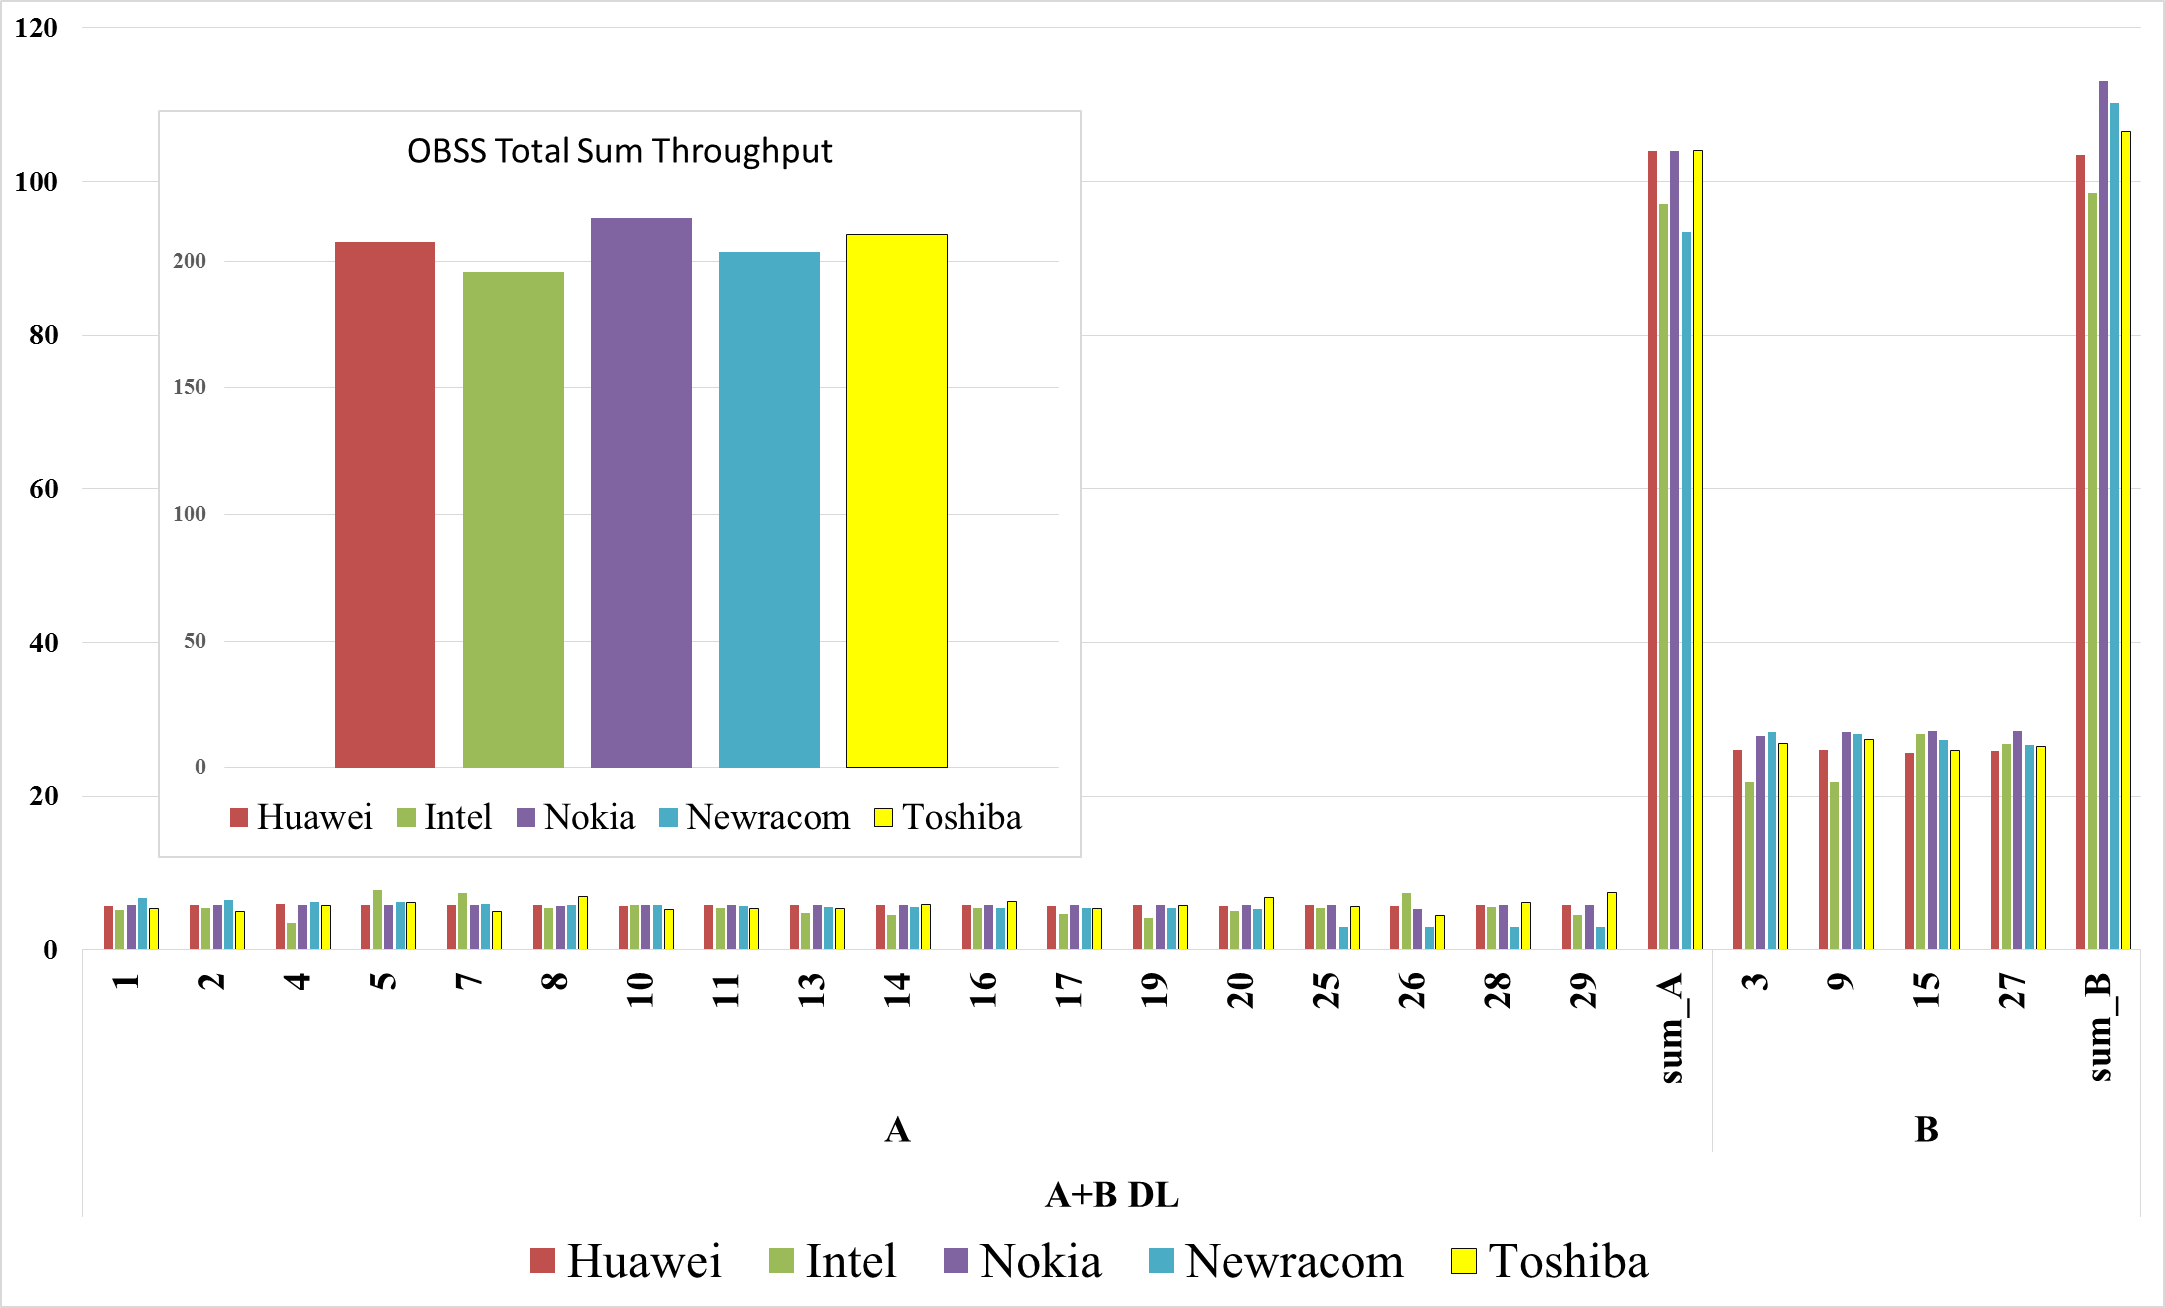 120
100
80
60
40
20
0
OBSS Total Sum Throughput
200
150
100
50
0
Huawei Intel Nokia Newracom Toshiba
1 2 4 5 7 8 10 11 13 14 16 17 19 20 25 26 28 29 sum_A 3 9 15 27 sum_B
A B
A+B DL
Huawei Intel Nokia Newracom Toshiba